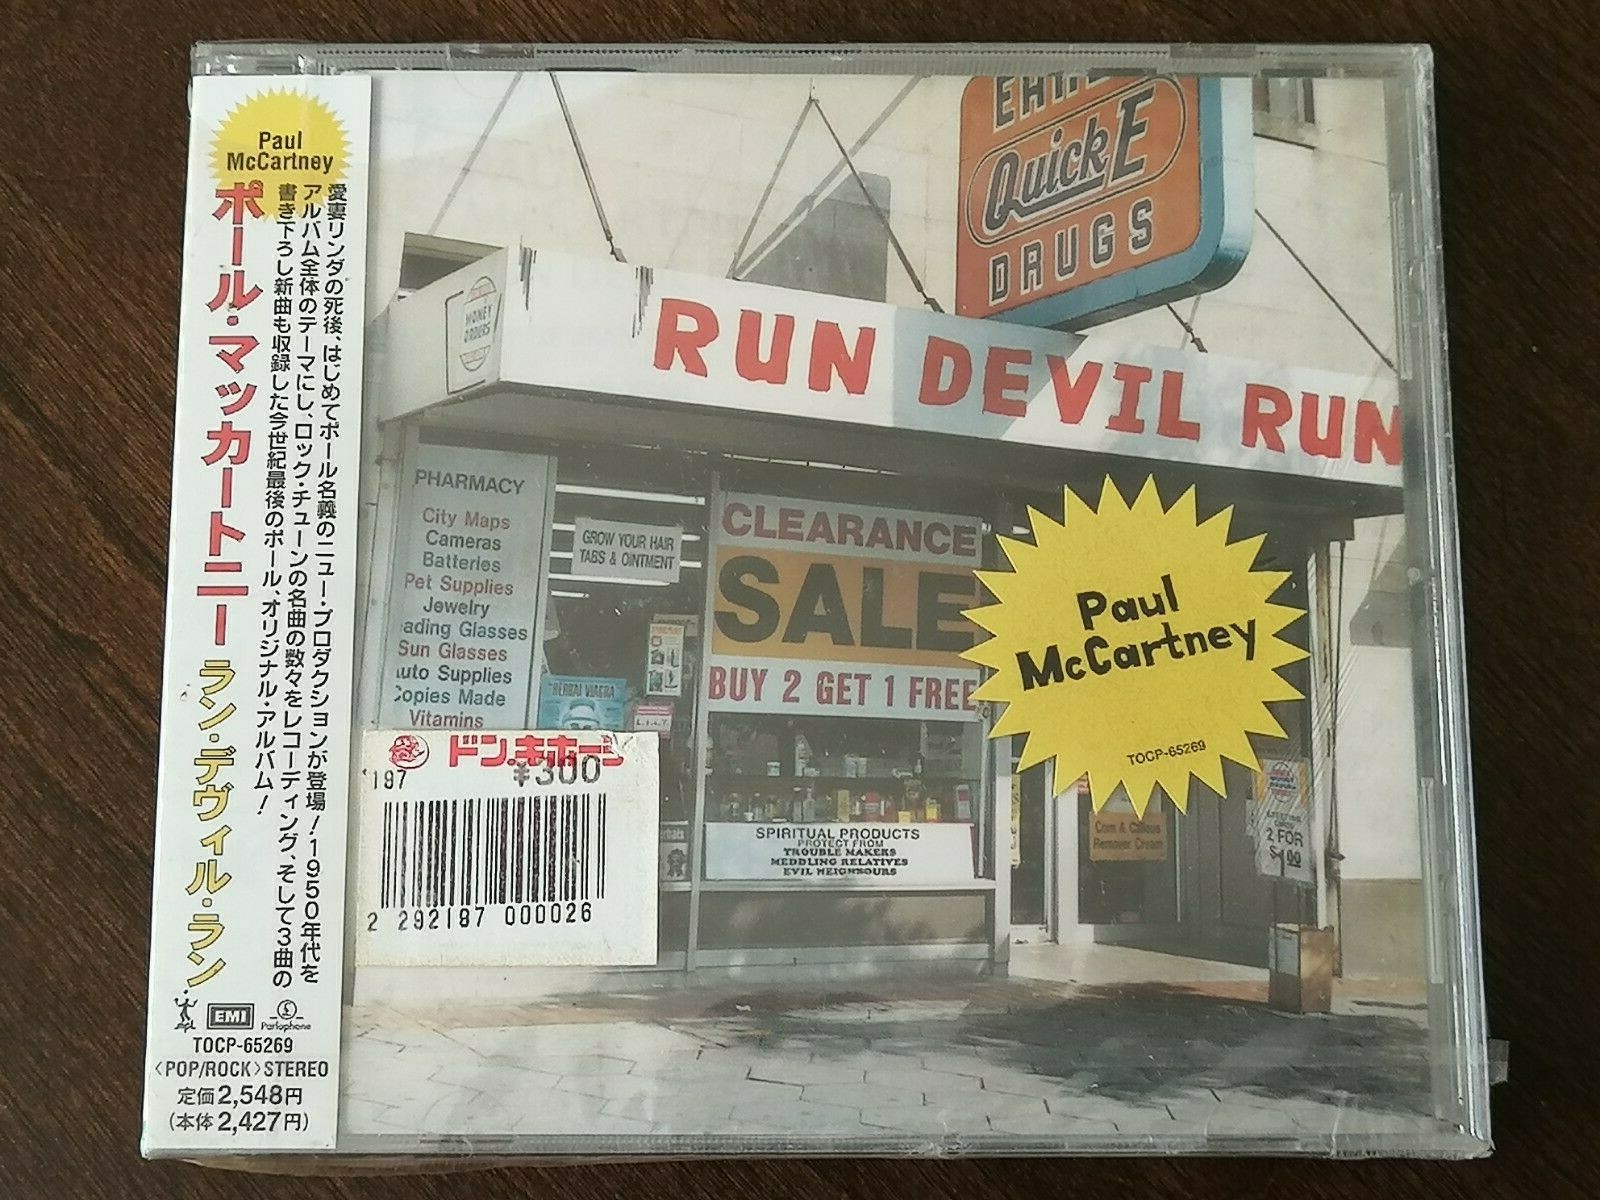 Paul
McCartney
ポール・マッカートニー
ラン・デヴィル・ラン
愛妻リンダの死後、はじめてポール名義のニュー・プロダクションが登場!1950年代を
アルバム全体のテーマにし、ロック・チューンの名曲の数々をレコーディング、そして3曲の
書き下ろし新曲も収録した今世紀最後のポール、オリジナル・アルバム!
mpl
EMI
Parlophone
TOCP-65269
〈POP/ROCK〉STEREO
定価2,548円
(本体2,427円)
QuickE
DRUGS
MONEY
ORDERS
RUN DEVIL RUN
PHARMACY
City Maps
Cameras
Batteries
Pet Supplies
Jewelry
ading Glasses
Sun Glasses
uto Supplies
Copies Made
Vitamins
GROW YOUR HAIR
TABS & OINTMENT
HERBAL VIAGRA
CLEARANCE
SALE
BUY 2 GET 1 FREE
Paul
McCartney
TOCP-65269
ドン.キホーテ
¥300
197
2 292187 000026
SPIRITUAL PRODUCTS
PROTECT FROM
TROUBLE MAKERS
MEDDLING RELATIVES
EVIL NEIGHBOURS
Corn & Callous
Remover Cream
2 FOR